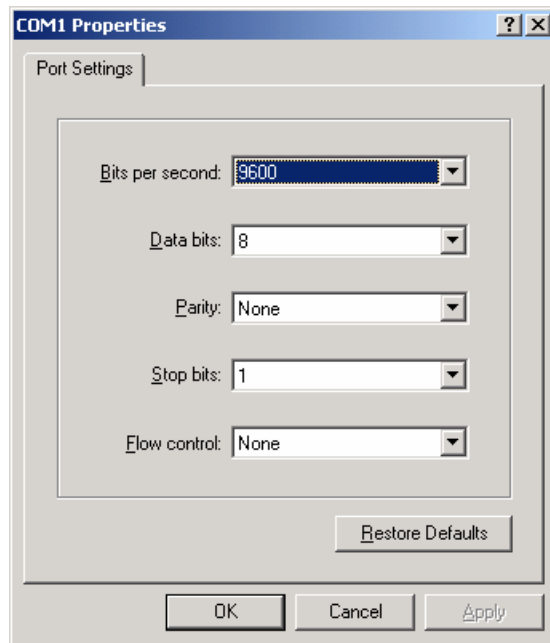 COM1 Properties
Port Settings
Bits per second: 9600
Data bits: 8
Parity: None
Stop bits: 1
Flow control: None
Restore Defaults
OK Cancel Apply